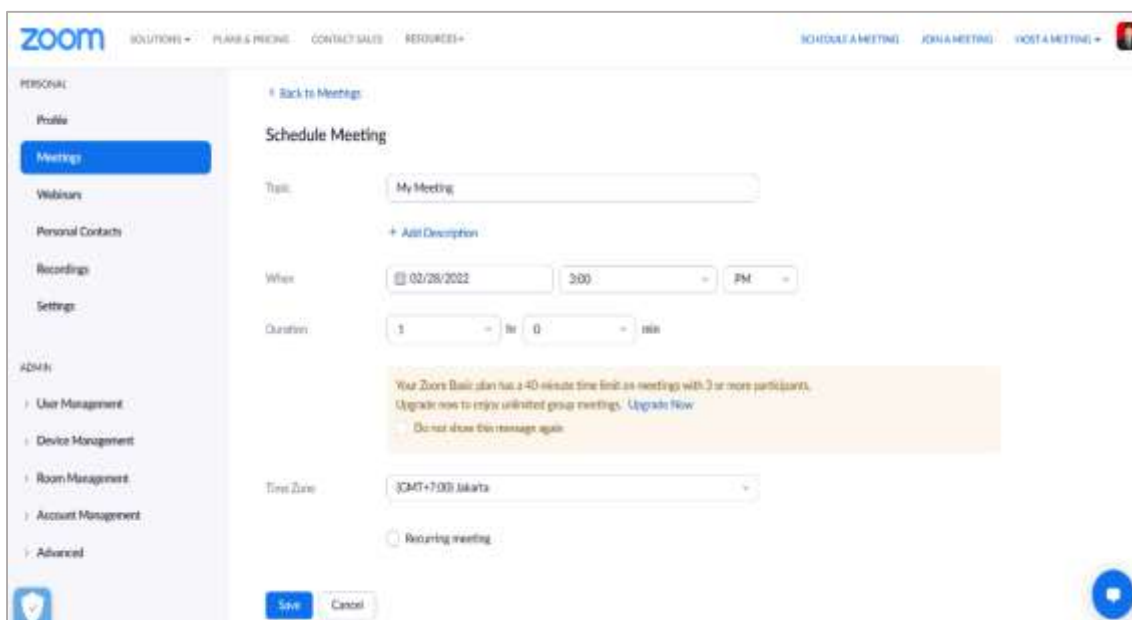 zoom SOLUTIONS PLANS & PRICING CONTACT SALES RESOURCES SCHEDULE A MEETING JOIN A MEETING HOST A MEETING
PERSONAL
Profile
Meetings
Webinars
Personal Contacts
Recordings
Settings
ADMIN
User Management
Device Management
Room Management
Account Management
Advanced
Back to Meetings
Schedule Meeting
Topic My Meeting
+ Add Description
When 02/28/2022 3:00 PM
Duration 1 hr 0 min
Your Zoom Basic plan has a 40-minute time limit on meetings with 3 or more participants.
Upgrade now to enjoy unlimited group meetings. Upgrade Now
Do not show this message again
Time Zone (GMT+7:00) Jakarta
Recurring meeting
Save Cancel